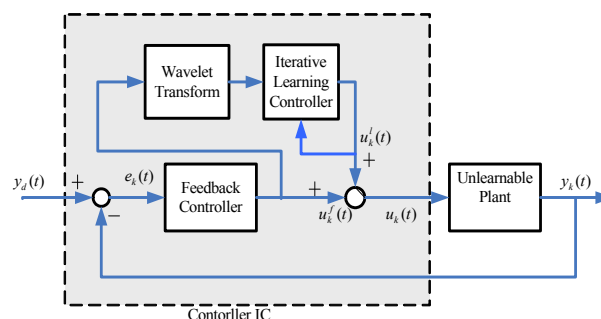 Wavelet
Transform
Iterative
Learning
Controller
u_k^l(t)
+
y_d(t)
+
e_k(t)
−
Feedback
Controller
+
u_k^f(t)
u_k(t)
Unlearnable
Plant
y_k(t)
Contorller IC